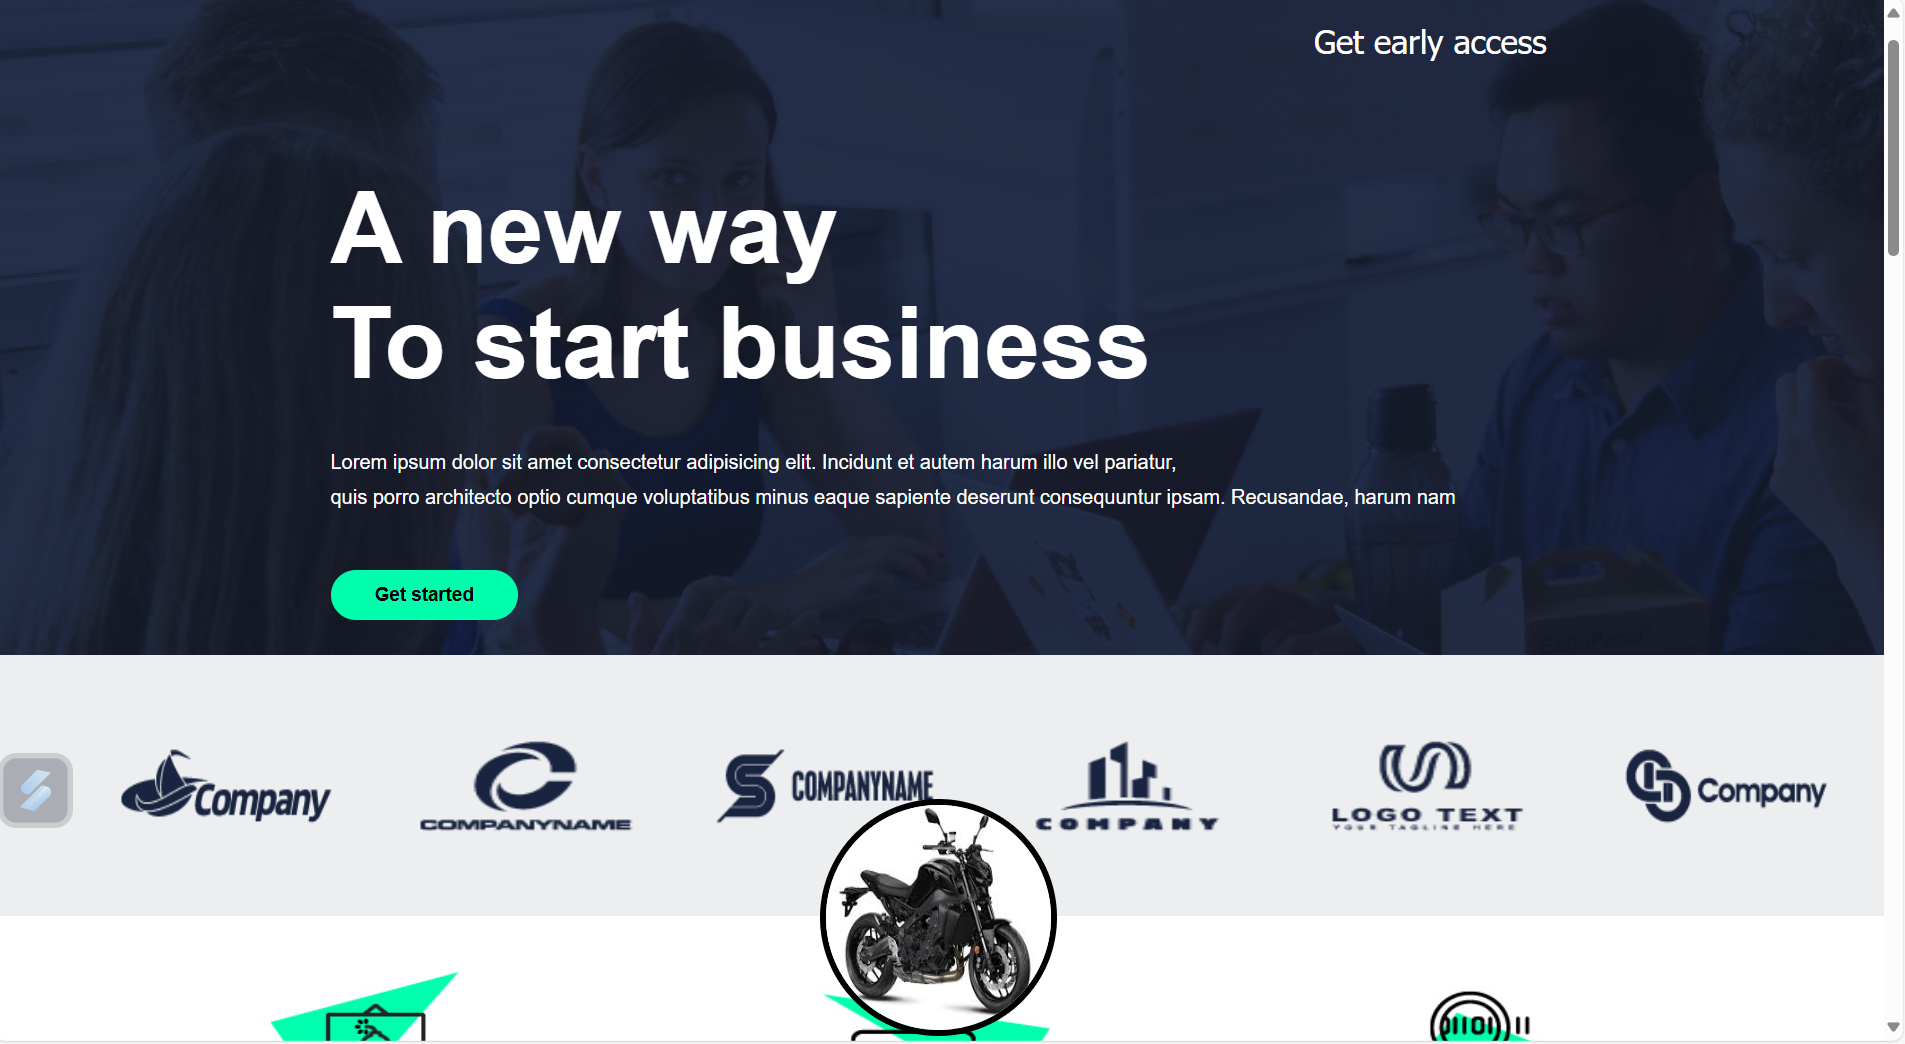 Get early access
A new way
To start business
Lorem ipsum dolor sit amet consectetur adipisicing elit. Incidunt et autem harum illo vel pariatur,
quis porro architecto optio cumque voluptatibus minus eaque sapiente deserunt consequuntur ipsam. Recusandae, harum nam
Get started
Company
COMPANYNAME
COMPANYNAME
COMPANY
LOGO TEXT
YOUR TAGLINE HERE
Company